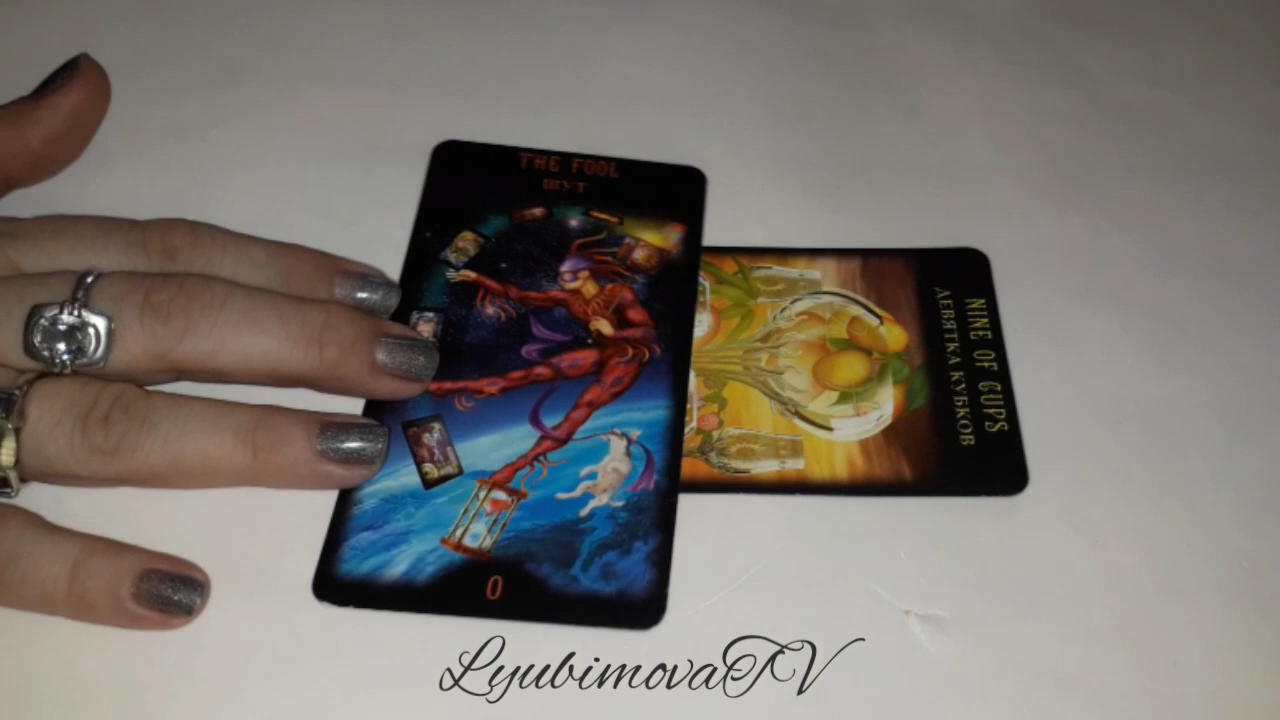 THE FOOL
ШУТ
0
NINE OF CUPS
ДЕВЯТКА КУБКОВ
LyubimovaTV